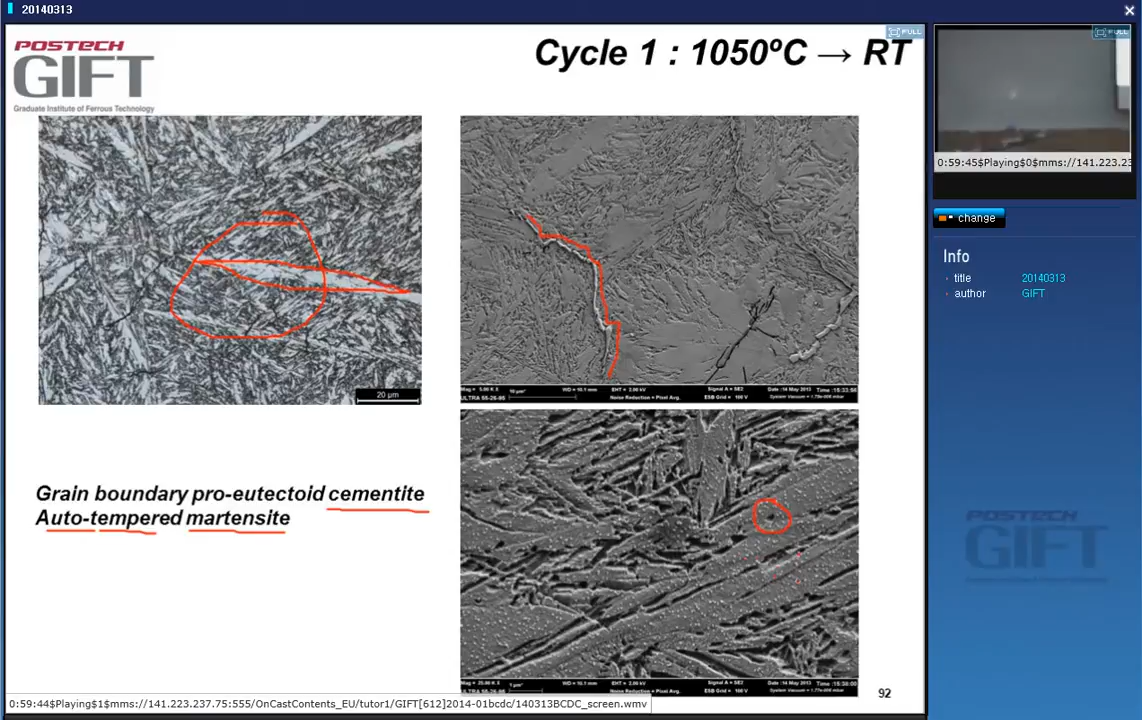 20140313
POSTECH
GIFT
Graduate Institute of Ferrous Technology
Cycle 1 : 1050ºC → RT
FULL
FULL
20 µm
Grain boundary pro-eutectoid cementite
Auto-tempered martensite
92
0:59:44$Playing$1$mms://141.223.237.75:555/OnCastContents_EU/tutor1/GIFT[612]2014-01bcdc/140313BCDC_screen.wmv
0:59:45$Playing$0$mms://141.223.23
change
Info
title 20140313
author GIFT
POSTECH
GIFT